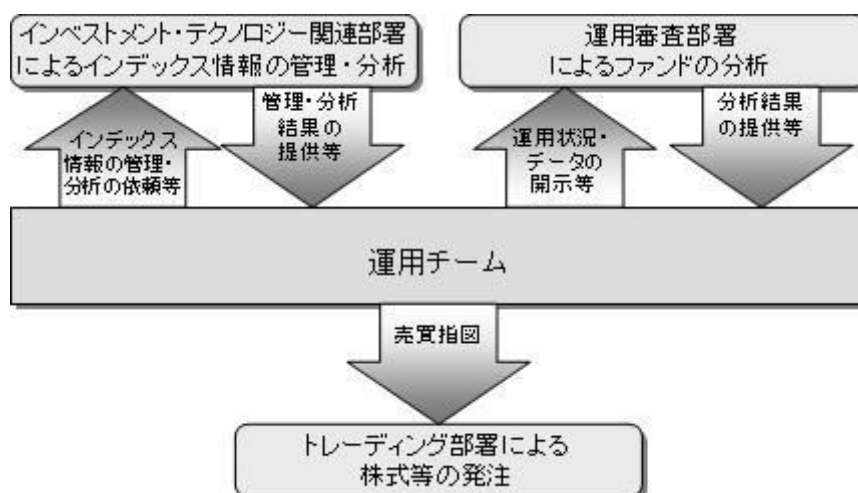 インベストメント・テクノロジー関連部署
によるインデックス情報の管理・分析
運用審査部署
によるファンドの分析
インデックス
情報の管理・
分析の依頼等
管理・分析
結果の
提供等
運用状況・
データの
開示等
分析結果
の提供等
運用チーム
売買指図
トレーディング部署による
株式等の発注